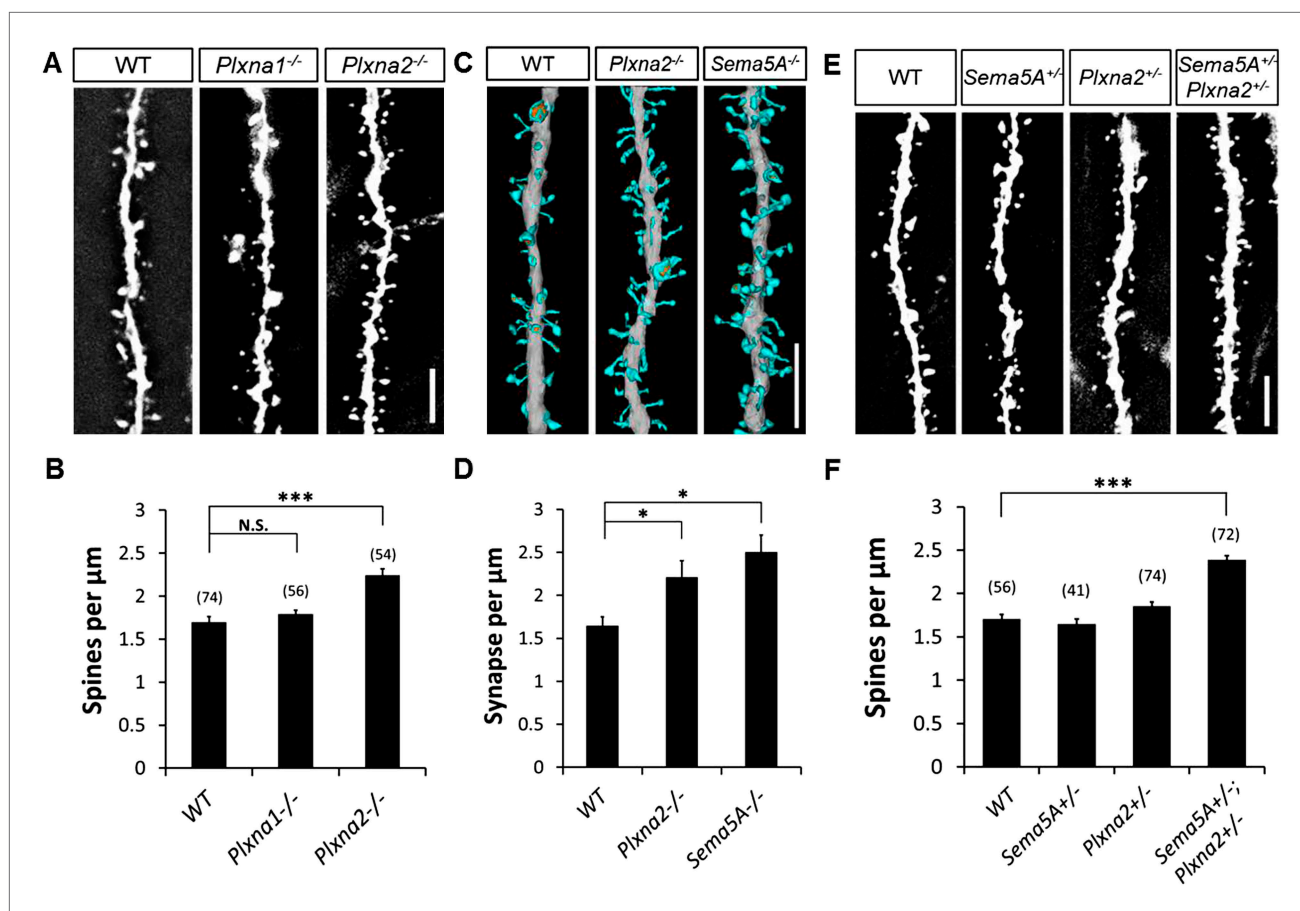 A
WT
Plxna1-/-
Plxna2-/-
C
WT
Plxna2-/-
Sema5A-/-
E
WT
Sema5A+/-
Plxna2+/-
Sema5A+/-
Plxna2+/-
B
Spines per µm
3
2.5
2
1.5
1
0.5
0
***
N.S.
(74)
(56)
(54)
WT
Plxna1-/-
Plxna2-/-
D
Synapse per µm
3
2.5
2
1.5
1
0.5
0
*
*
WT
Plxna2-/-
Sema5A-/-
F
Spines per µm
3
2.5
2
1.5
1
0.5
0
***
(56)
(41)
(74)
(72)
WT
Sema5A+/-
Plxna2+/-
Sema5A+/-;
Plxna2+/-